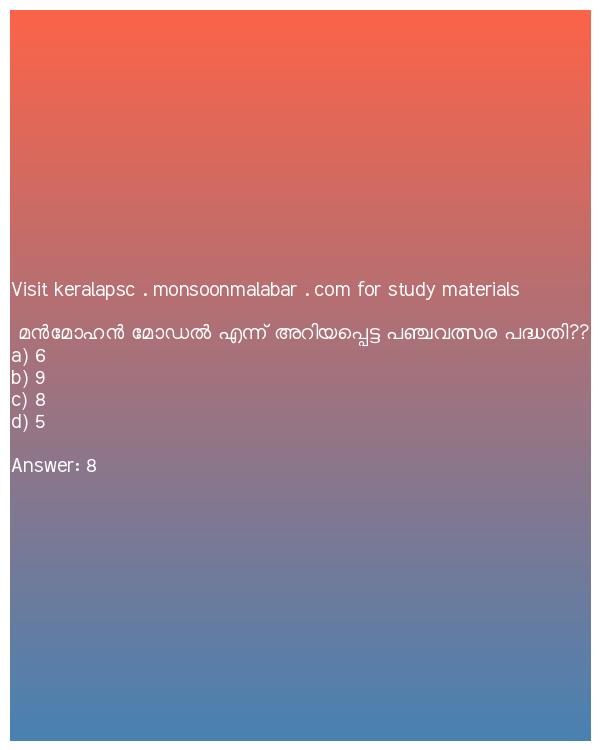 Visit keralapsc . monsoonmalabar . com for study materials
മൻമോഹൻ മോഡൽ എന്ന് അറിയപ്പെട്ട പഞ്ചവത്സര പദ്ധതി??
a) 6
b) 9
c) 8
d) 5
Answer: 8